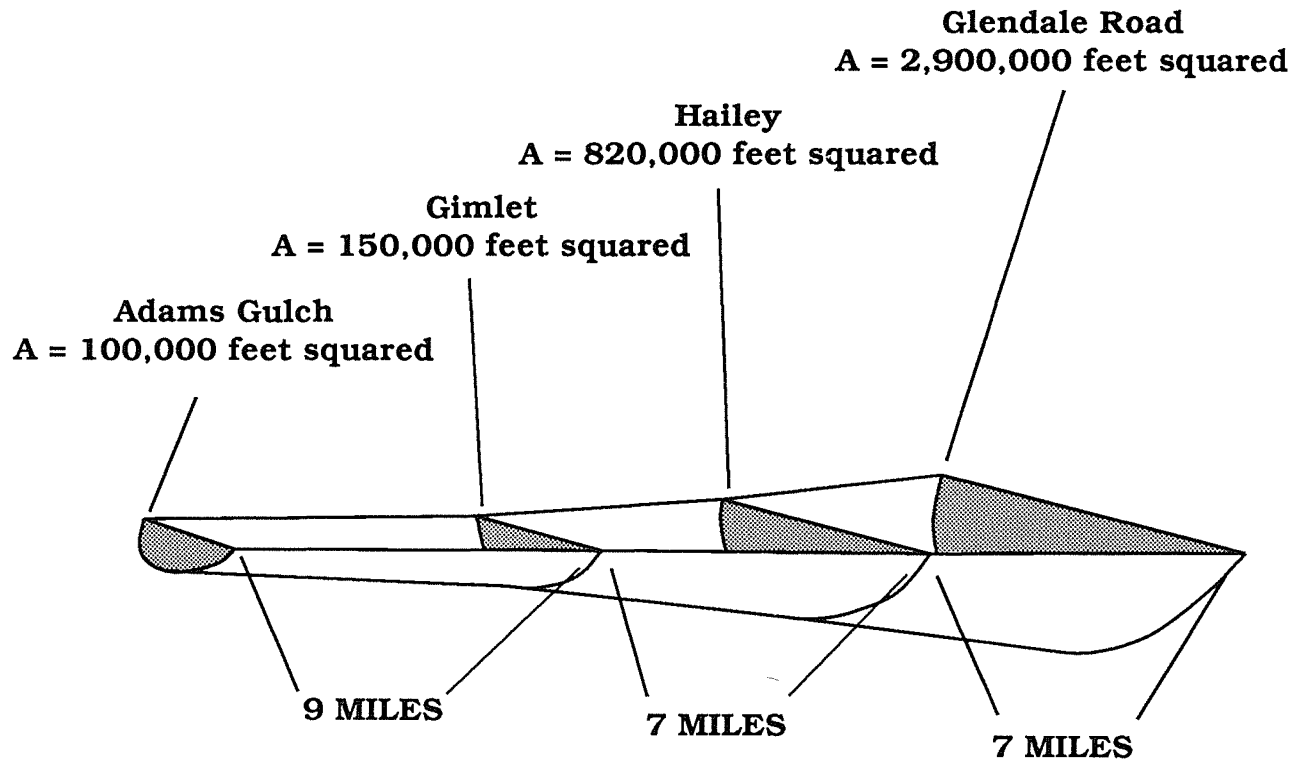 Glendale Road
A = 2,900,000 feet squared
Hailey
A = 820,000 feet squared
Gimlet
A = 150,000 feet squared
Adams Gulch
A = 100,000 feet squared
9 MILES
7 MILES
7 MILES